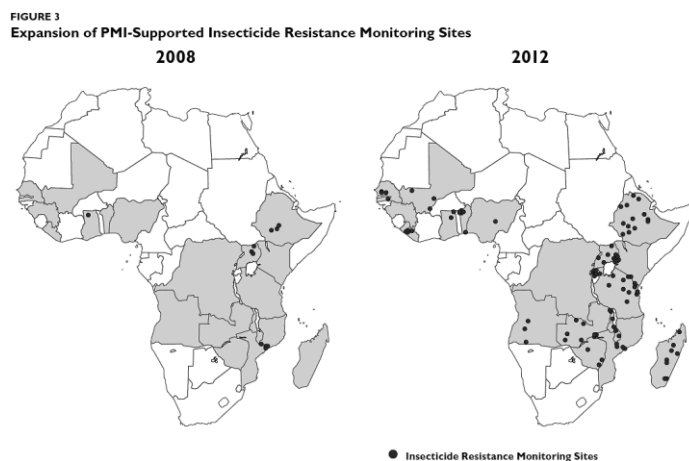 FIGURE 3
Expansion of PMI-Supported Insecticide Resistance Monitoring Sites
2008
2012
Insecticide Resistance Monitoring Sites